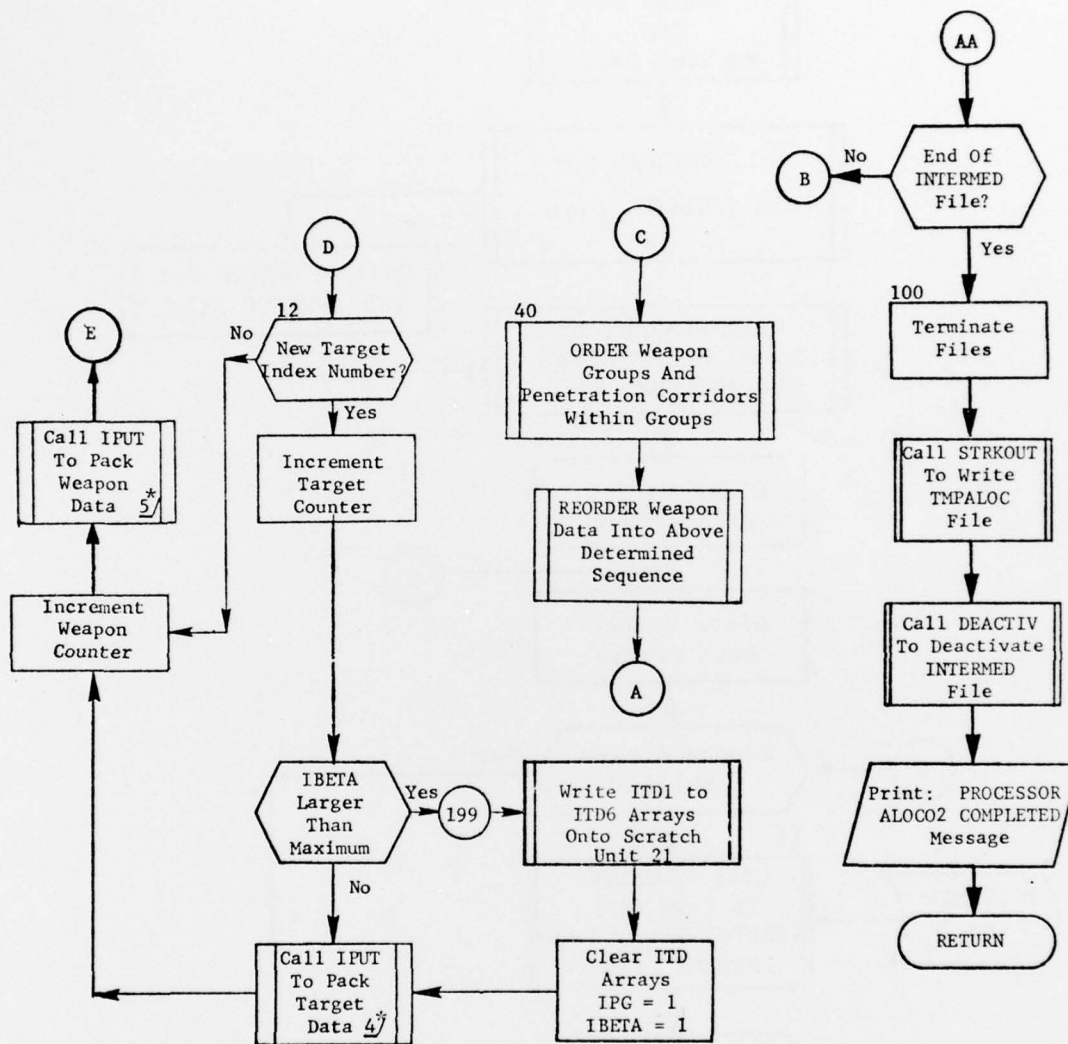 AA
End Of
INTERMED
File?
No
B
Yes
100
Terminate
Files
Call STRKOUT
To Write
TMPALOC
File
Call DEACTIV
To Deactivate
INTERMED
File
Print: PROCESSOR
ALOCO2 COMPLETED
Message
RETURN
C
40
ORDER Weapon
Groups And
Penetration Corridors
Within Groups
REORDER Weapon
Data Into Above
Determined
Sequence
A
D
12
New Target
Index Number?
No
Yes
Increment
Target
Counter
IBETA
Larger
Than
Maximum
Yes
199
Write ITD1 to
ITD6 Arrays
Onto Scratch
Unit 21
Clear ITD
Arrays
IPG = 1
IBETA = 1
No
Call IPUT
To Pack
Target
Data 4/*
Increment
Weapon
Counter
Call IPUT
To Pack
Weapon
Data 5/*
E